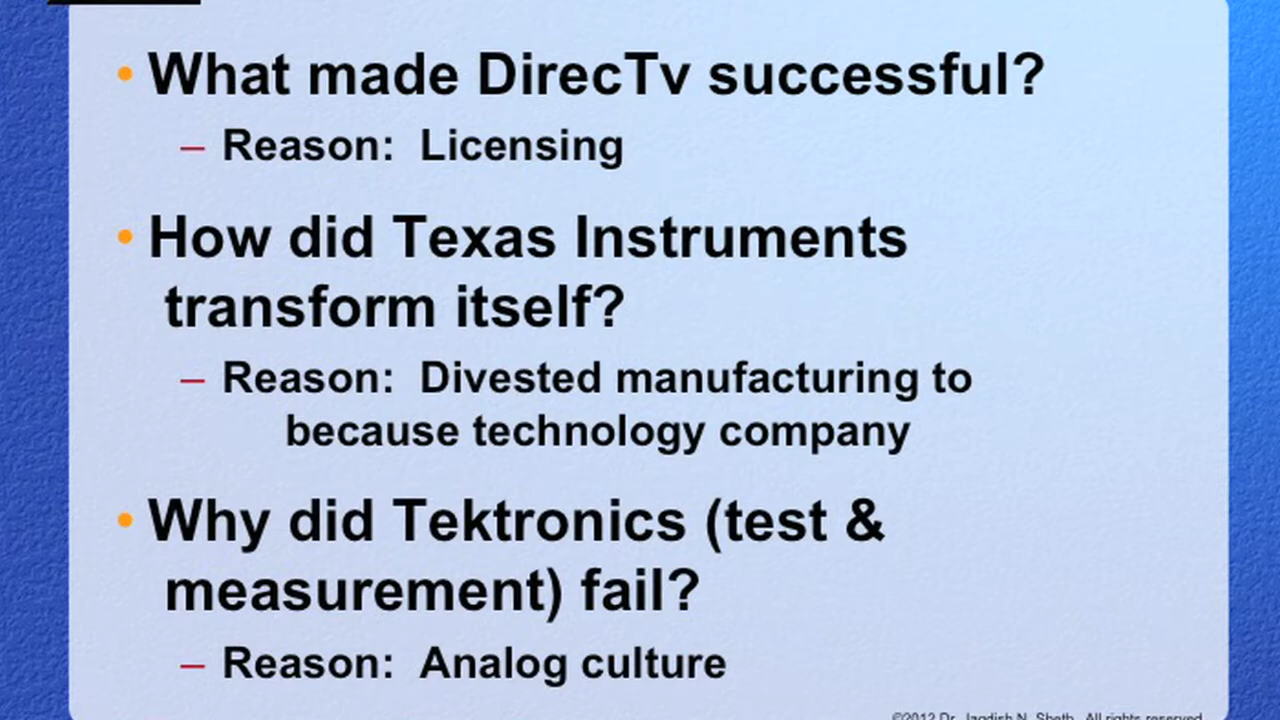 • What made DirecTv successful?
– Reason: Licensing
• How did Texas Instruments
transform itself?
– Reason: Divested manufacturing to
because technology company
• Why did Tektronics (test &
measurement) fail?
– Reason: Analog culture
©2012 Dr. Jagdish N. Sheth. All rights reserved